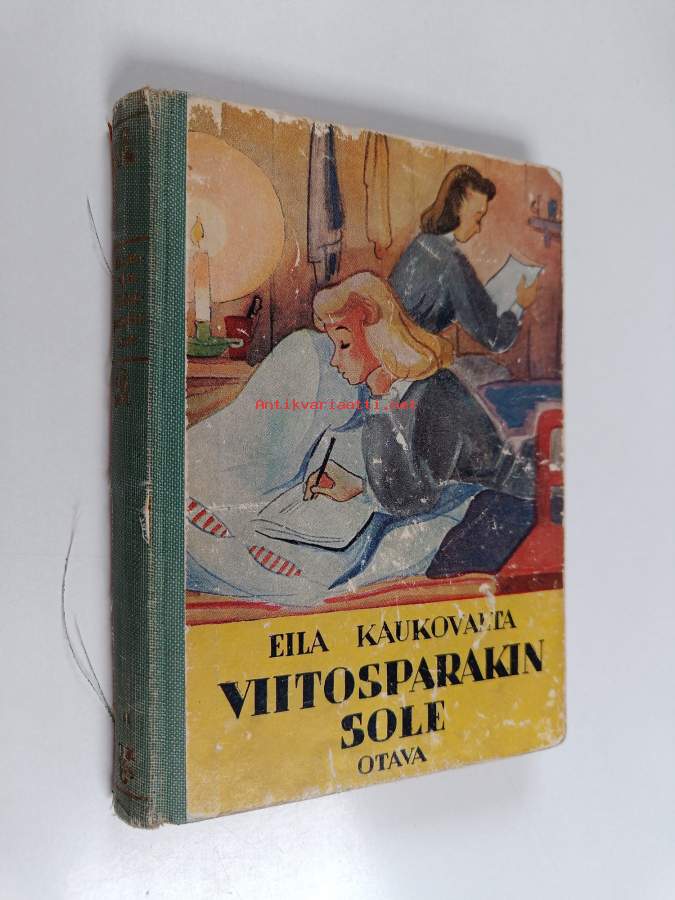 Antikvariaatti.net
EILA KAUKOVALTA
VIITOSPARAKIN
SOLE
OTAVA